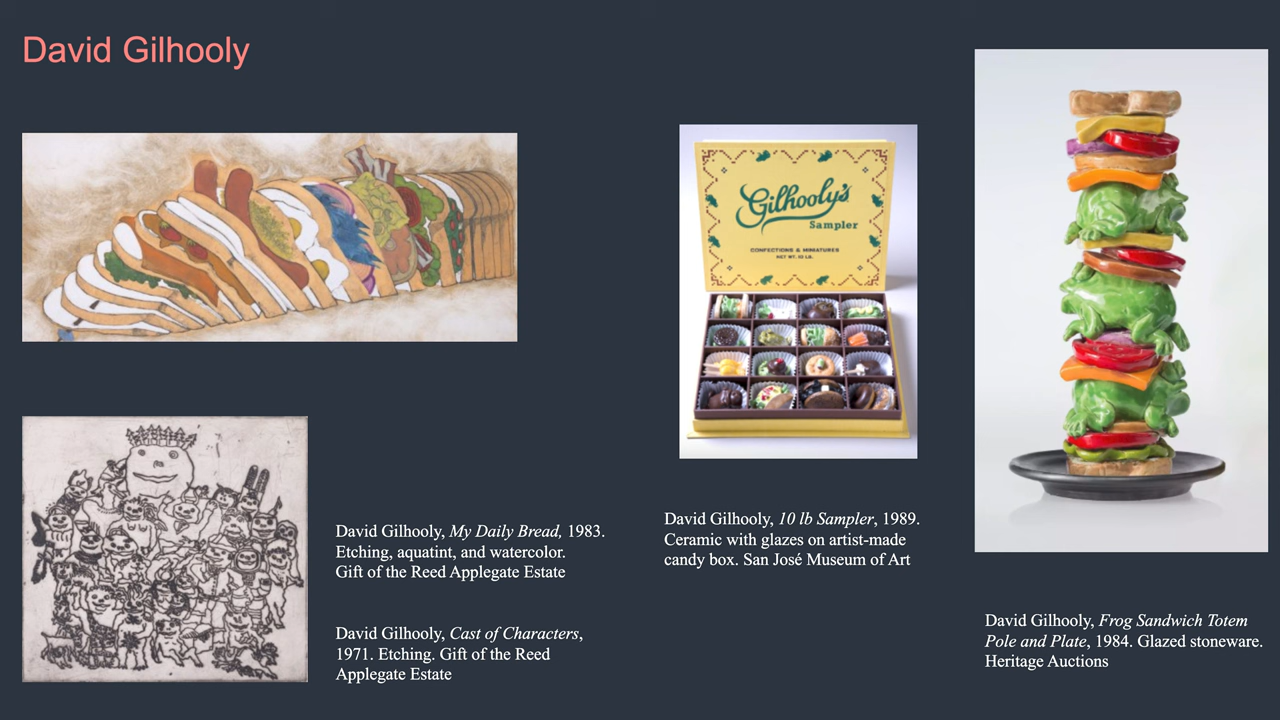 David Gilhooly
Gilhooly's
Sampler
CONFECTIONS & MINIATURES
NET WT. 10 LB.
David Gilhooly, My Daily Bread, 1983.
Etching, aquatint, and watercolor.
Gift of the Reed Applegate Estate
David Gilhooly, Cast of Characters,
1971. Etching. Gift of the Reed
Applegate Estate
David Gilhooly, 10 lb Sampler, 1989.
Ceramic with glazes on artist-made
candy box. San José Museum of Art
David Gilhooly, Frog Sandwich Totem
Pole and Plate, 1984. Glazed stoneware.
Heritage Auctions